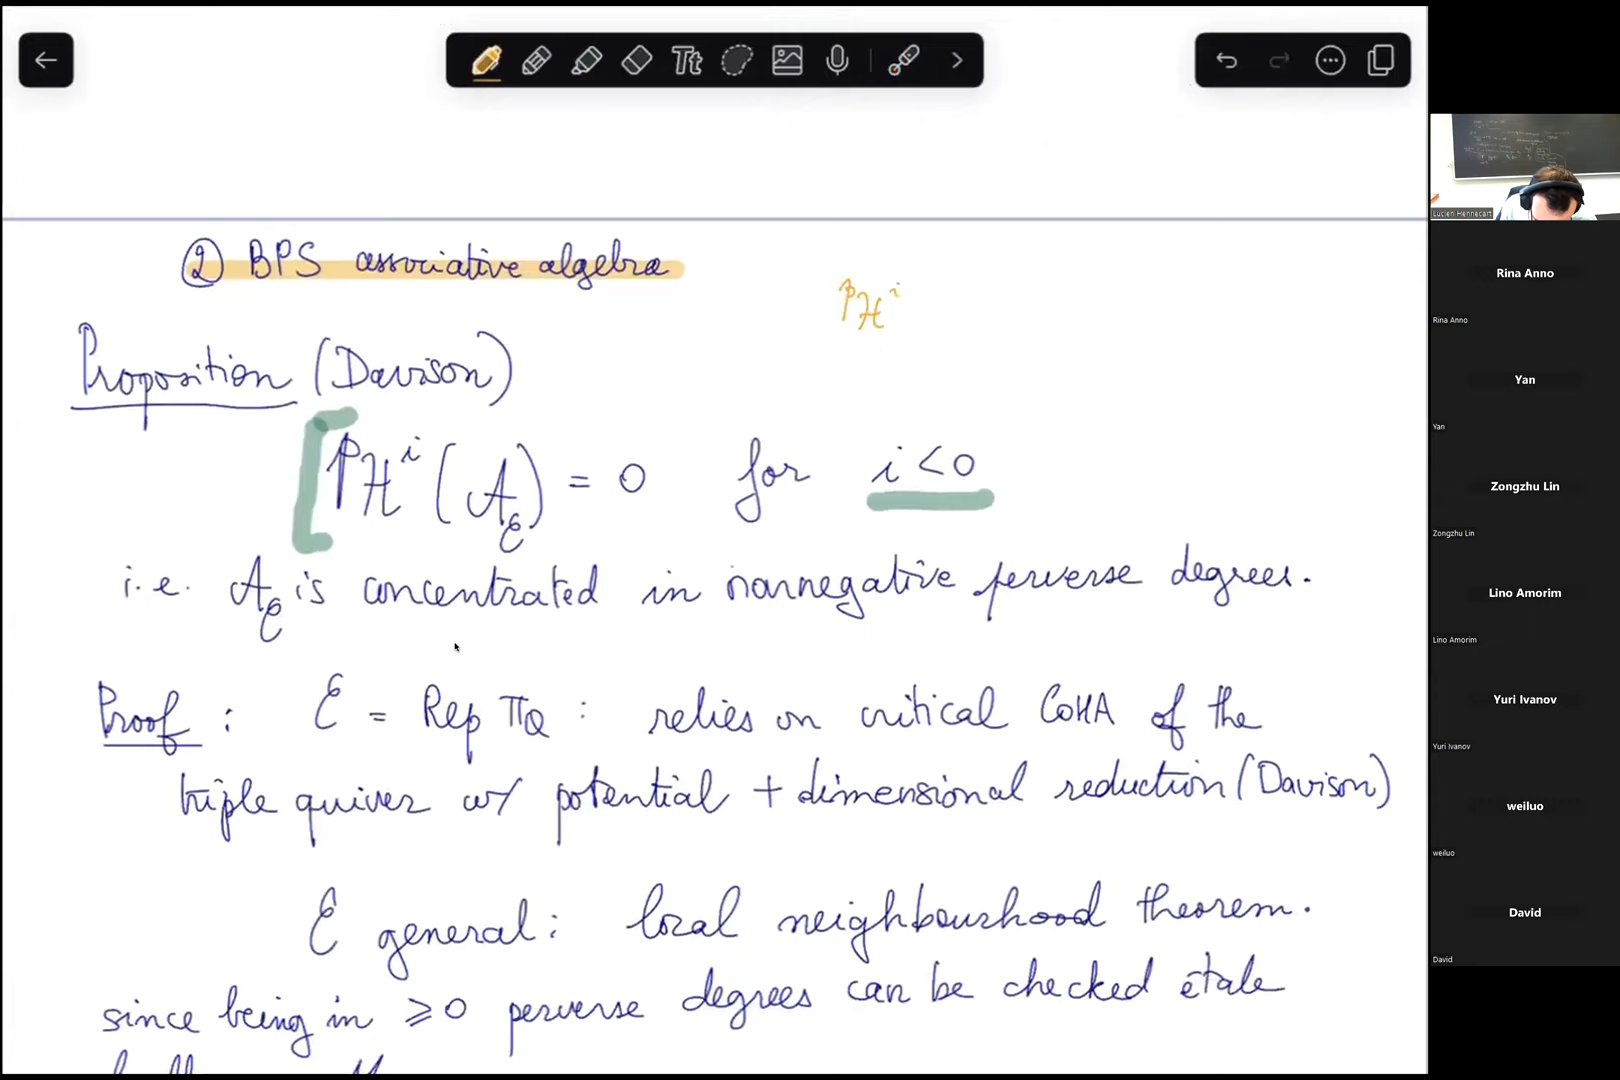 Tt
② BPS associative algebra
pHⁱ
Proposition (Davison)
pHⁱ(A_C) = 0 for i < 0
i.e. A_C is concentrated in nonnegative perverse degrees.
Proof : C = Rep Π_Q : relies on critical CoHA of the
triple quiver w/ potential + dimensional reduction (Davison)
C general : local neighbourhood theorem.
since being in ⩾0 perverse degrees can be checked étale
Lucien Hennecart
Rina Anno
Rina Anno
Yan
Yan
Zongzhu Lin
Zongzhu Lin
Lino Amorim
Lino Amorim
Yuri Ivanov
Yuri Ivanov
weiluo
weiluo
David
David